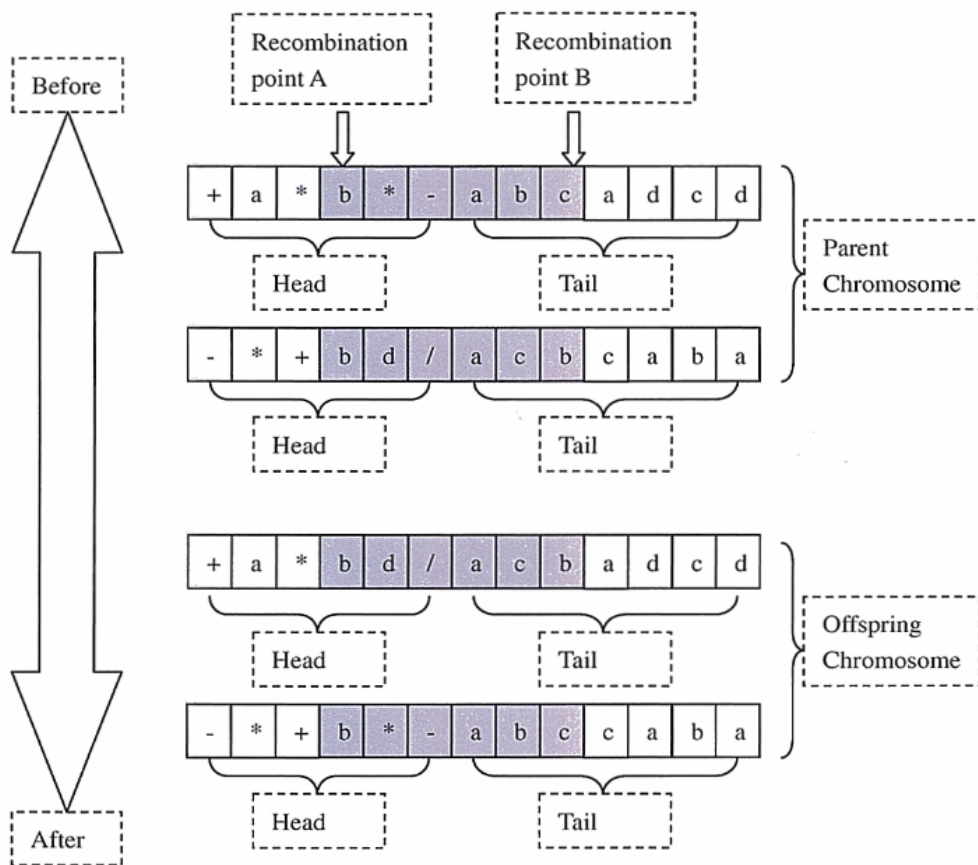 Recombination
point A
Recombination
point B
Before
+ a * b * - a b c a d c d
Head
Tail
Parent
Chromosome
- * + b d / a c b c a b a
Head
Tail
+ a * b d / a c b a d c d
Head
Tail
Offspring
Chromosome
- * + b * - a b c c a b a
Head
Tail
After